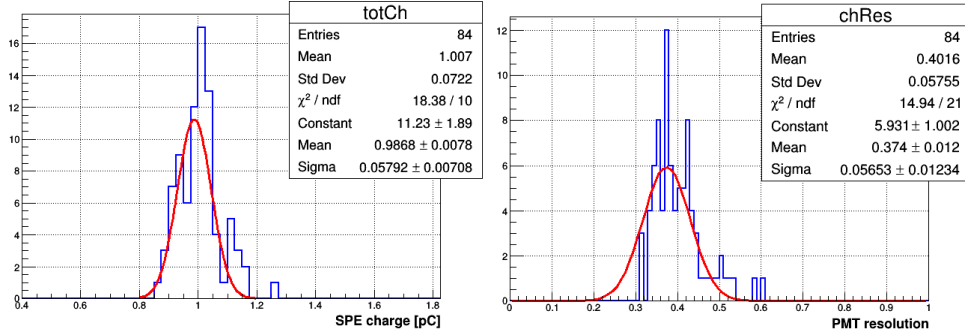 totCh
Entries 84
Mean 1.007
Std Dev 0.0722
χ² / ndf 18.38 / 10
Constant 11.23 ± 1.89
Mean 0.9868 ± 0.0078
Sigma 0.05792 ± 0.00708
16
14
12
10
8
6
4
2
0
0.4 0.6 0.8 1 1.2 1.4 1.6 1.8
SPE charge [pC]
chRes
Entries 84
Mean 0.4016
Std Dev 0.05755
χ² / ndf 14.94 / 21
Constant 5.931 ± 1.002
Mean 0.374 ± 0.012
Sigma 0.05653 ± 0.01234
12
10
8
6
4
2
0
0 0.1 0.2 0.3 0.4 0.5 0.6 0.7 0.8 0.9 1
PMT resolution